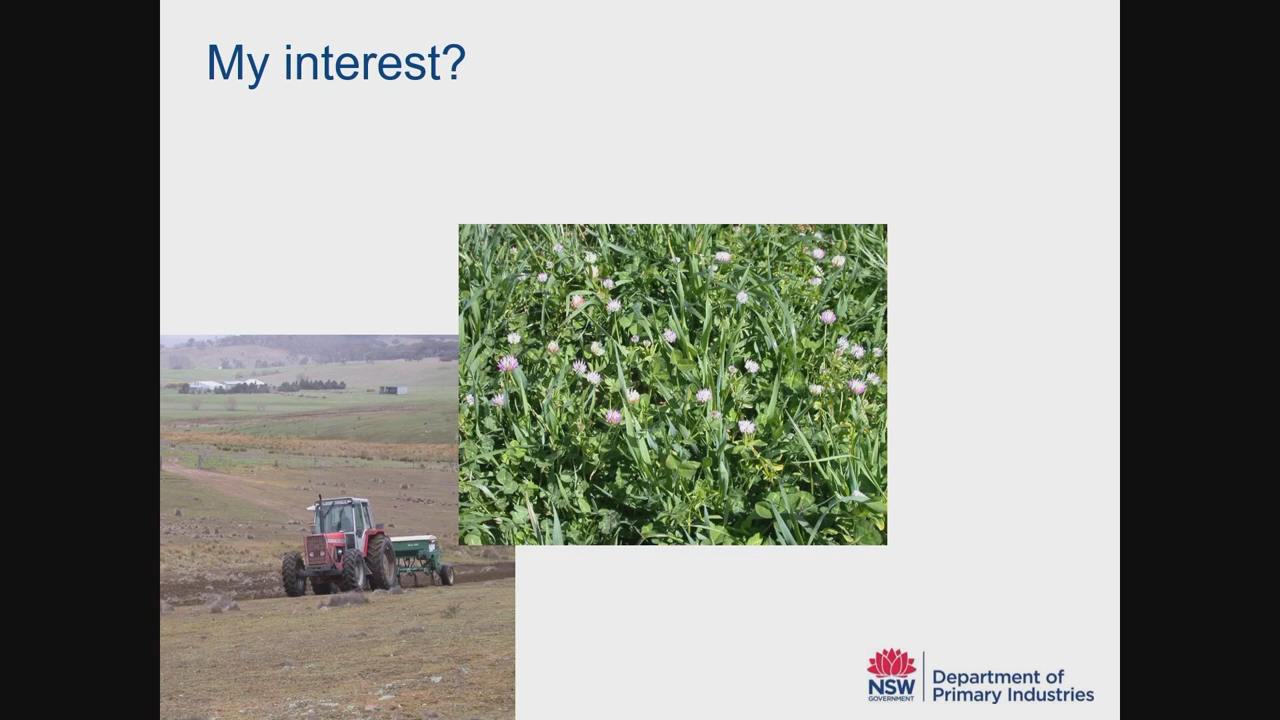 My interest?
NSW
GOVERNMENT
Department of
Primary Industries